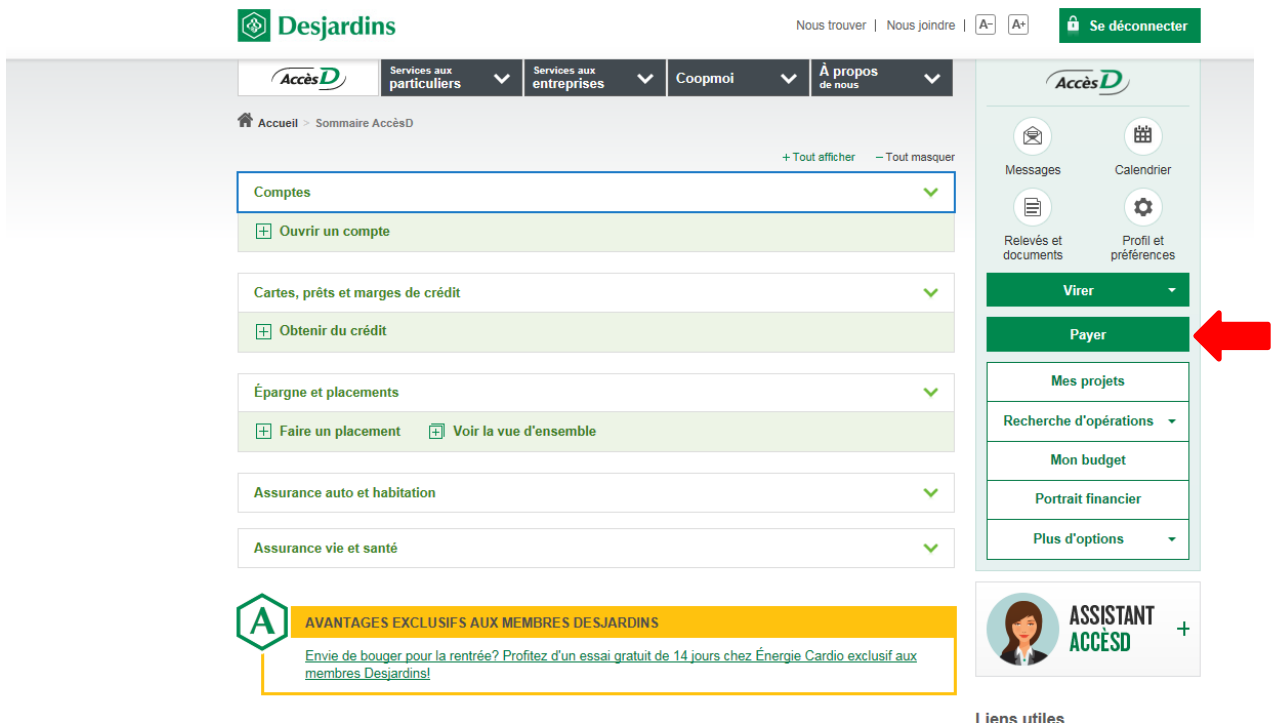 Desjardins
Nous trouver | Nous joindre | A- A+
Se déconnecter
AccèsD
Services aux
particuliers
Services aux
entreprises
Coopmoi
À propos
de nous
Accueil > Sommaire AccèsD
+ Tout afficher – Tout masquer
Comptes
Ouvrir un compte
Cartes, prêts et marges de crédit
Obtenir du crédit
Épargne et placements
Faire un placement Voir la vue d'ensemble
Assurance auto et habitation
Assurance vie et santé
A
AVANTAGES EXCLUSIFS AUX MEMBRES DESJARDINS
Envie de bouger pour la rentrée? Profitez d'un essai gratuit de 14 jours chez Énergie Cardio exclusif aux
membres Desjardins!
AccèsD
Messages
Calendrier
Relevés et
documents
Profil et
préférences
Virer
Payer
Mes projets
Recherche d'opérations
Mon budget
Portrait financier
Plus d'options
ASSISTANT
ACCÈSD
+
Liens utiles